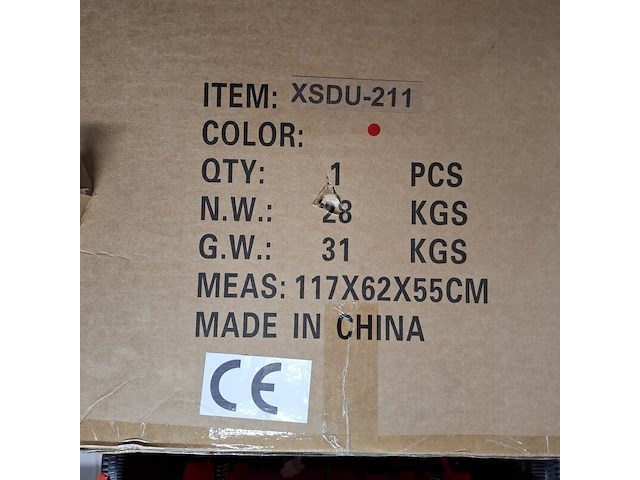 ITEM: XSDU-211
COLOR:
QTY: 1 PCS
N.W.: 28 KGS
G.W.: 31 KGS
MEAS: 117X62X55CM
MADE IN CHINA
CE